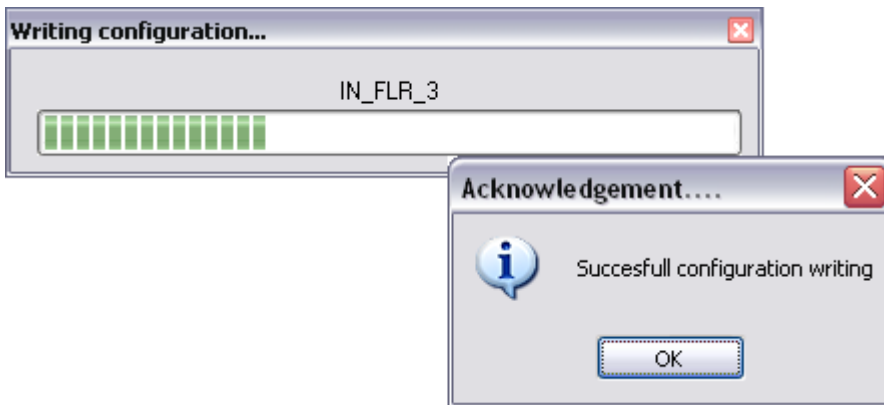 Writing configuration...
IN_FLR_3
Acknowledgement....
Succesfull configuration writing
OK